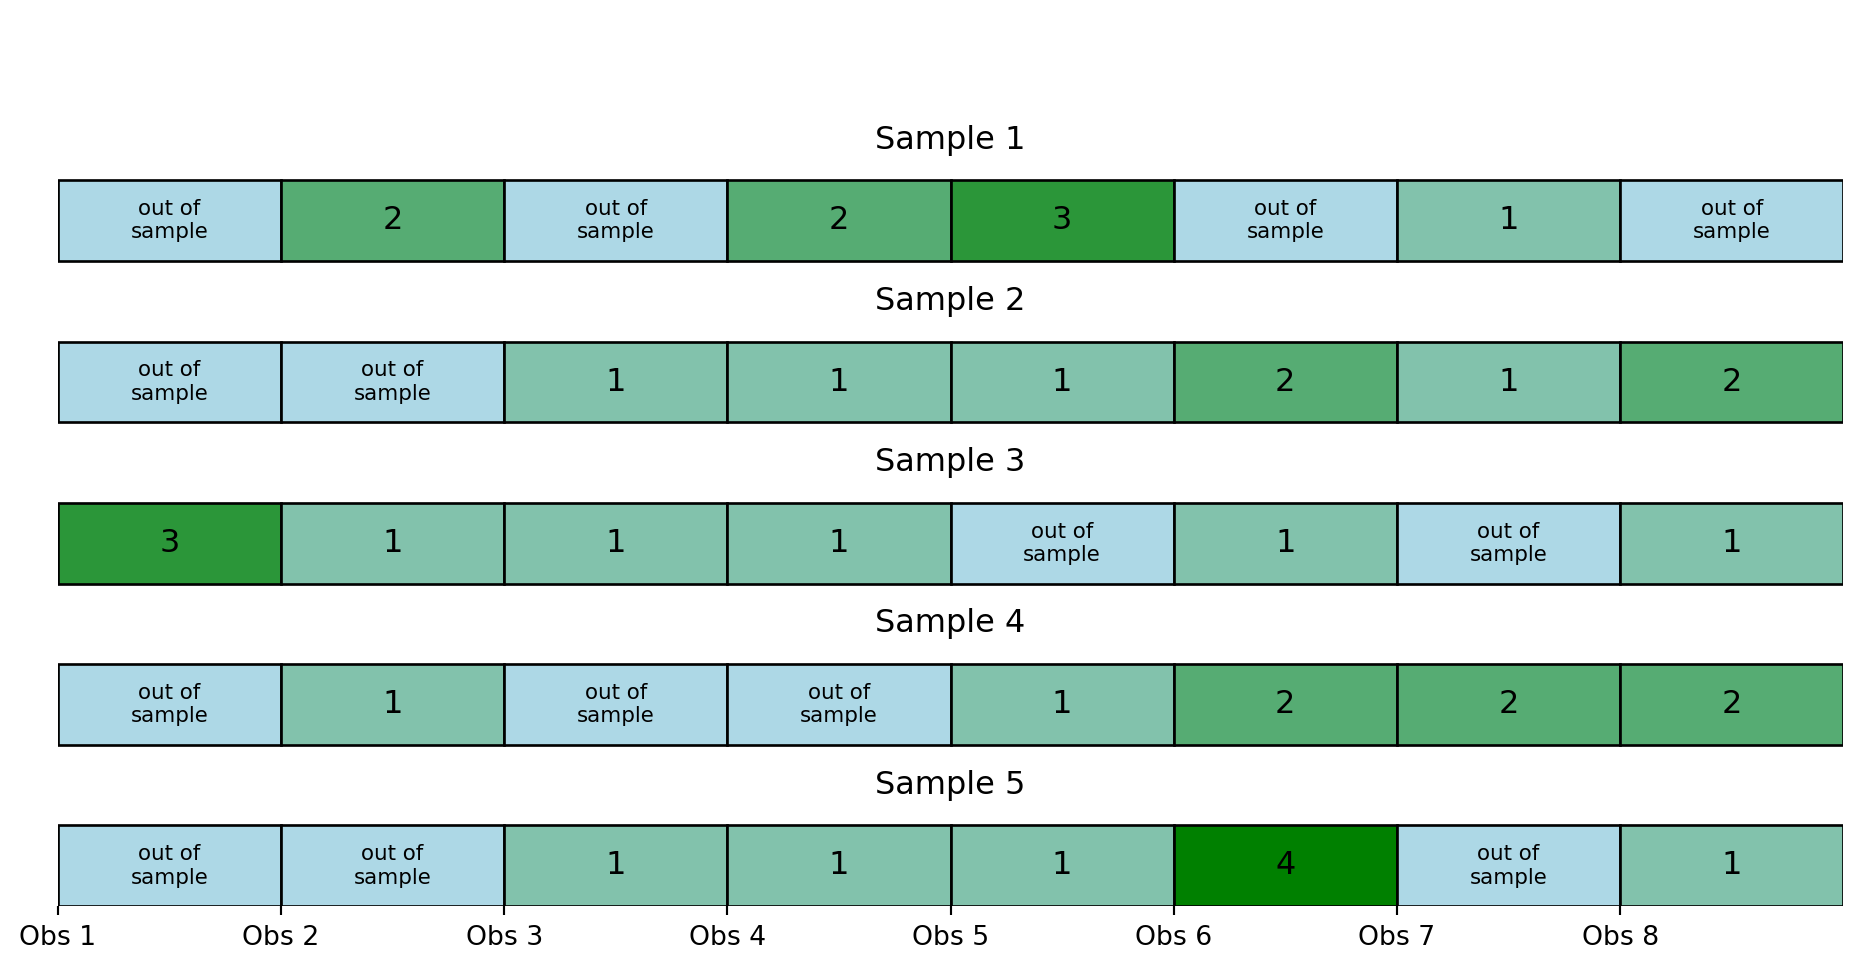 Sample 1
out of
sample
2
out of
sample
2
3
out of
sample
1
out of
sample
Sample 2
out of
sample
out of
sample
1
1
1
2
1
2
Sample 3
3
1
1
1
out of
sample
1
out of
sample
1
Sample 4
out of
sample
1
out of
sample
out of
sample
1
2
2
2
Sample 5
out of
sample
out of
sample
1
1
1
4
out of
sample
1
Obs 1
Obs 2
Obs 3
Obs 4
Obs 5
Obs 6
Obs 7
Obs 8